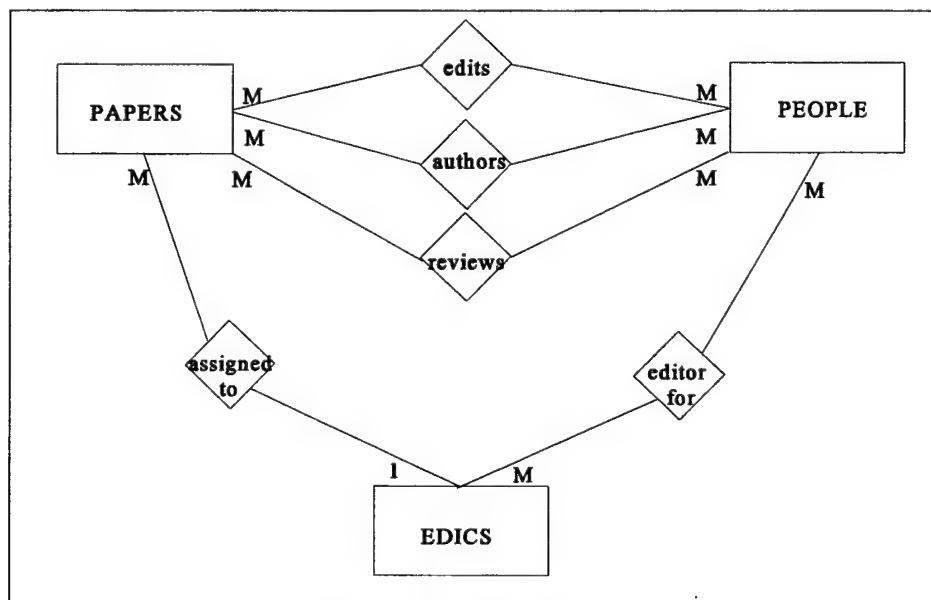 edits
M
M
PAPERS
PEOPLE
M
M
authors
M
M
M
M
reviews
assigned
to
editor
for
1
M
EDICS